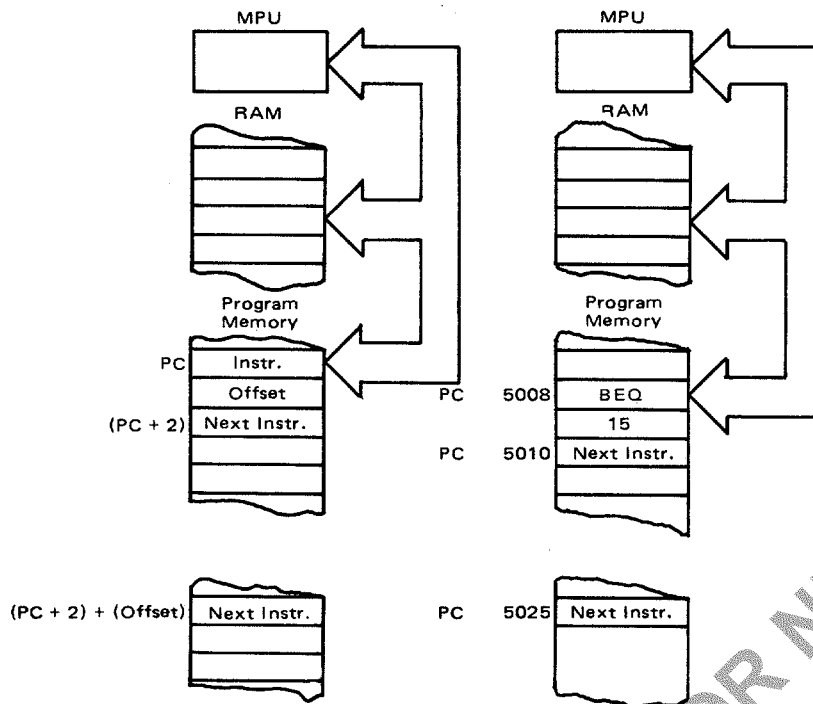 MPU
RAM
Program
Memory
PC Instr.
Offset
(PC + 2) Next Instr.
(PC + 2) + (Offset) Next Instr.
MPU
RAM
Program
Memory
PC 5008 BEQ
15
PC 5010 Next Instr.
PC 5025 Next Instr.
OR